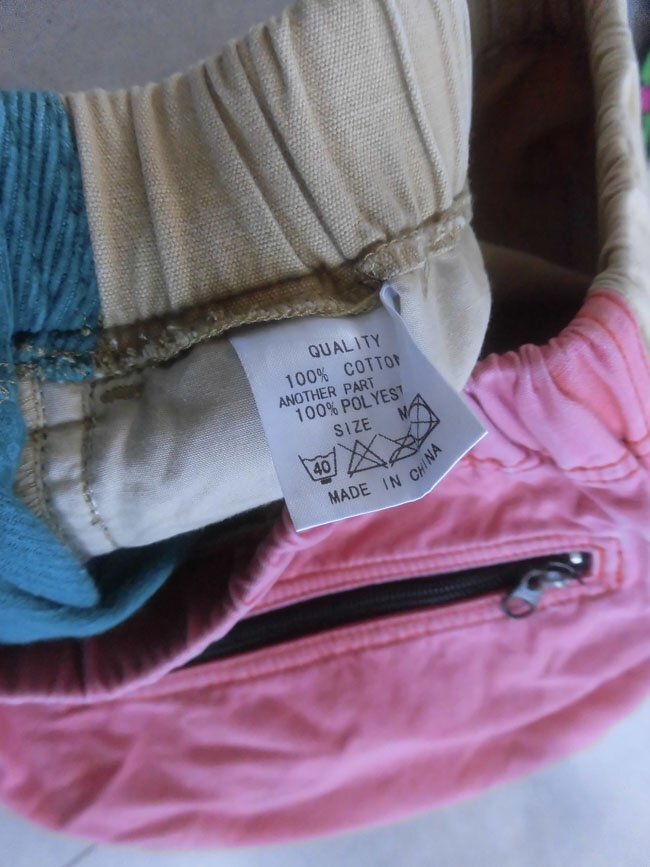 QUALITY
100% COTTON
ANOTHER PART
100% POLYEST
SIZE M
40
MADE IN CHINA